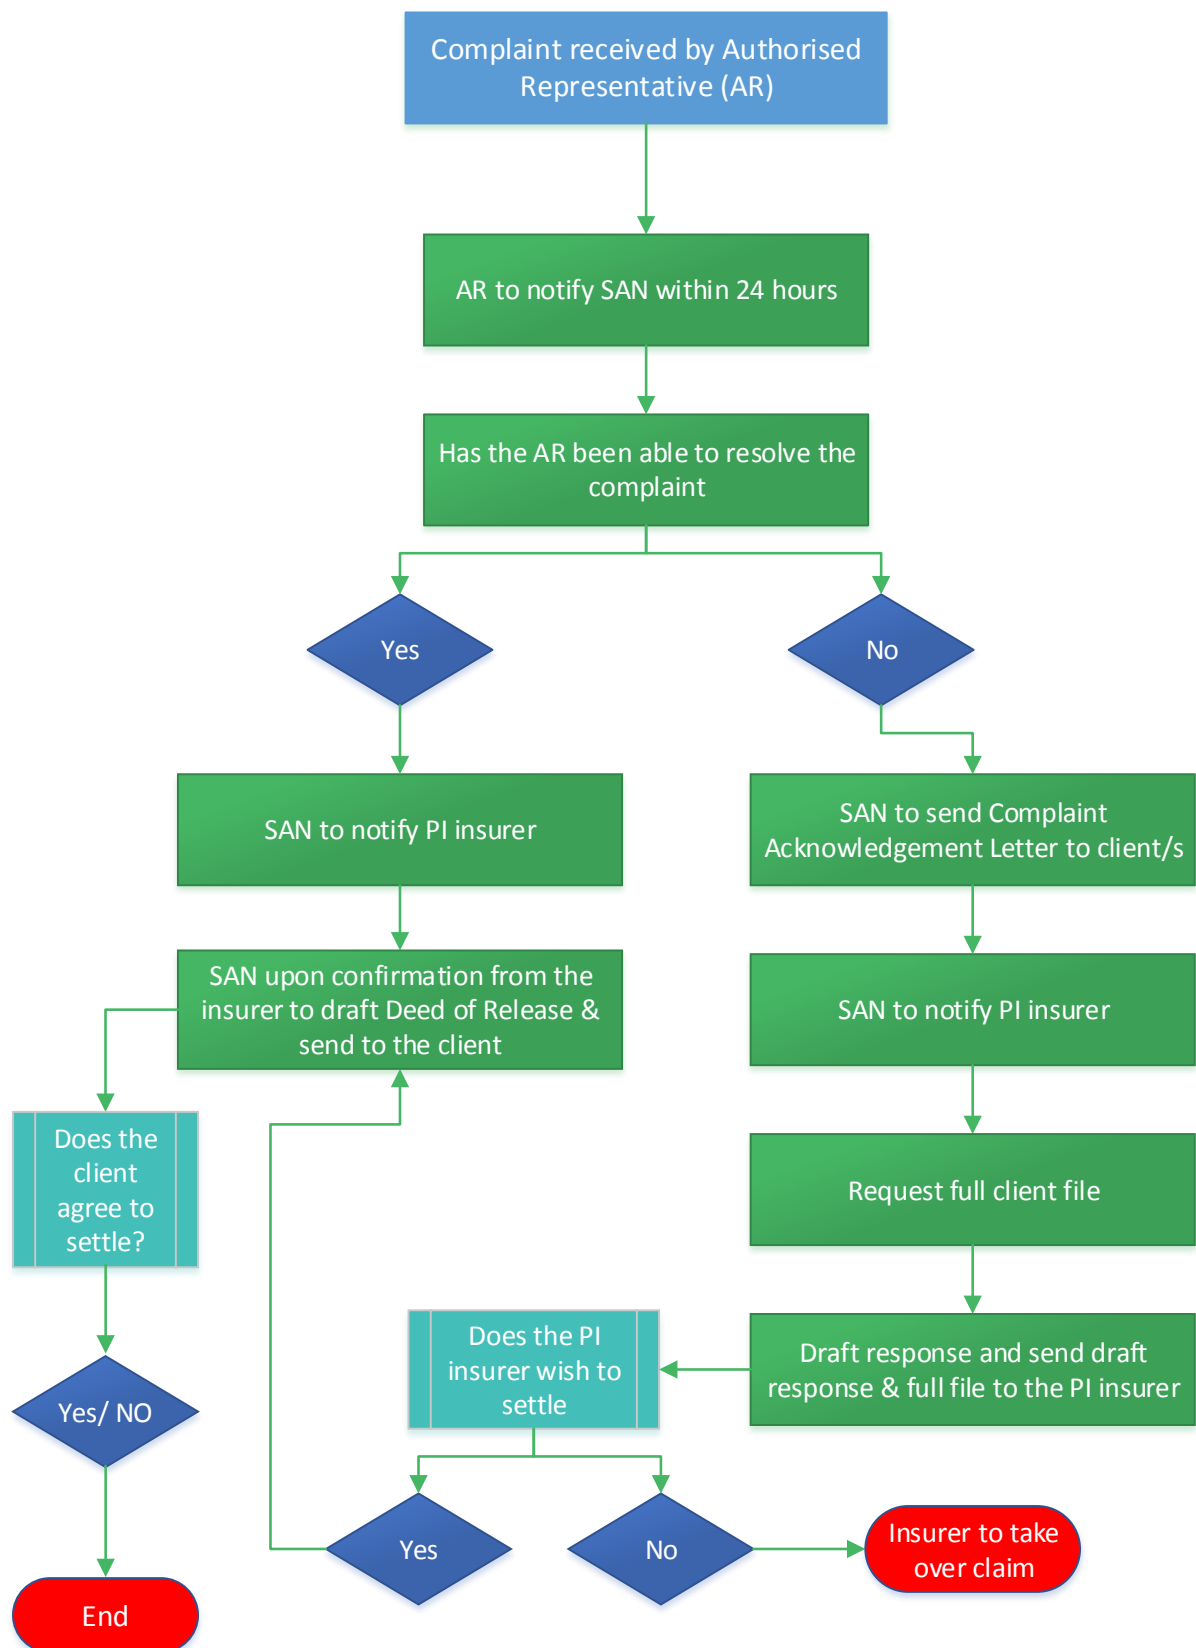 Complaint received by Authorised
Representative (AR)
AR to notify SAN within 24 hours
Has the AR been able to resolve the
complaint
Yes
No
SAN to notify PI insurer
SAN to send Complaint
Acknowledgement Letter to client/s
SAN upon confirmation from the
insurer to draft Deed of Release &
send to the client
SAN to notify PI insurer
Does the
client
agree to
settle?
Request full client file
Does the PI
insurer wish to
settle
Draft response and send draft
response & full file to the PI insurer
Yes/ NO
Yes
No
Insurer to take
over claim
End